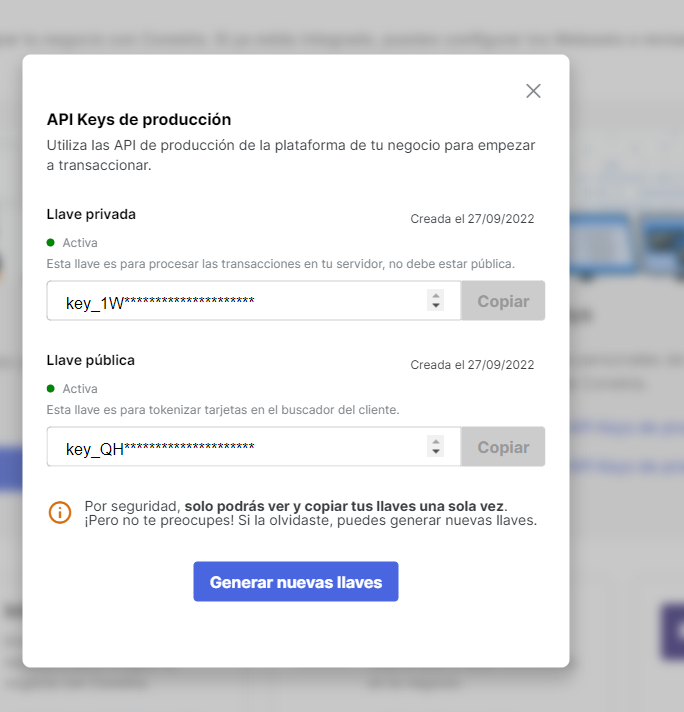 API Keys de producción
Utiliza las API de producción de la plataforma de tu negocio para empezar
a transaccionar.
Llave privada
Creada el 27/09/2022
Activa
Esta llave es para procesar las transacciones en tu servidor, no debe estar pública.
key_1W*********************
Copiar
Llave pública
Creada el 27/09/2022
Activa
Esta llave es para tokenizar tarjetas en el buscador del cliente.
key_QH*********************
Copiar
Por seguridad, solo podrás ver y copiar tus llaves una sola vez.
¡Pero no te preocupes! Si la olvidaste, puedes generar nuevas llaves.
Generar nuevas llaves